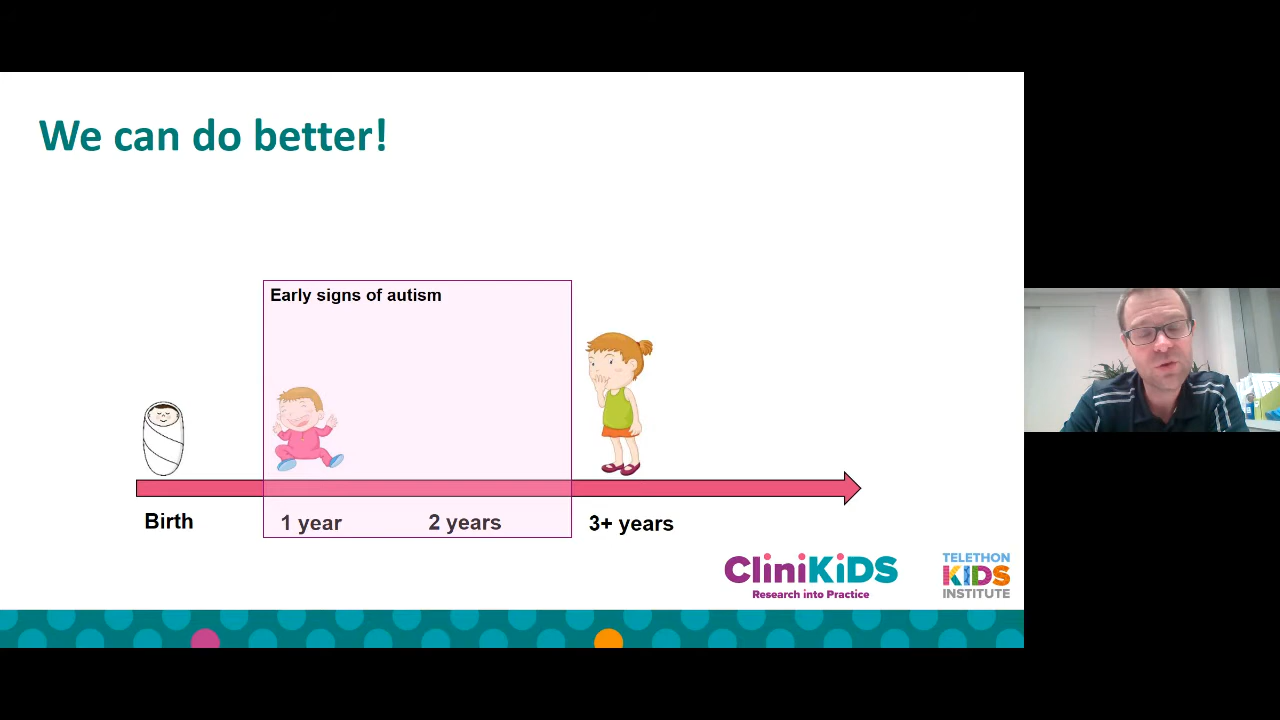 We can do better!
Early signs of autism
Birth
1 year
2 years
3+ years
CliniKiDS
Research into Practice
TELETHON
KIDS
INSTITUTE